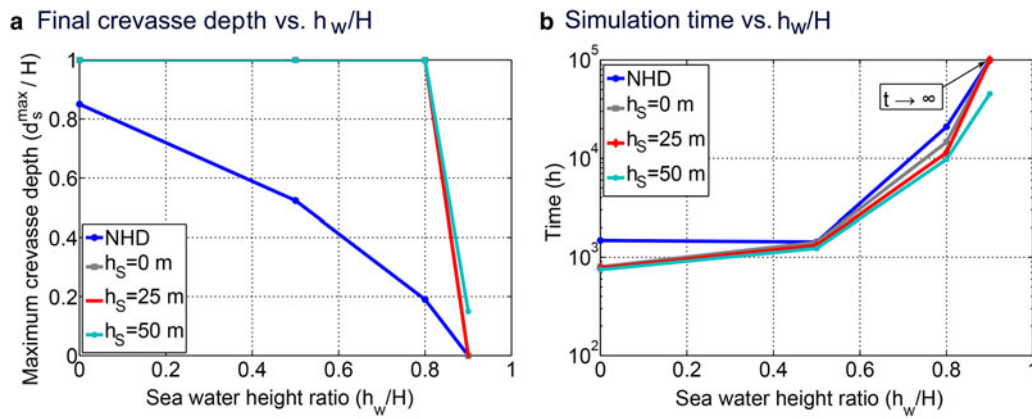 a Final crevasse depth vs. h_w/H
Maximum crevasse depth (d_s^max / H)
1
0.8
0.6
0.4
0.2
0
NHD
h_S=0 m
h_S=25 m
h_S=50 m
0 0.2 0.4 0.6 0.8 1
Sea water height ratio (h_w/H)
b Simulation time vs. h_w/H
Time (h)
10^5
10^4
10^3
10^2
NHD
h_S=0 m
h_S=25 m
h_S=50 m
t → ∞
0 0.2 0.4 0.6 0.8 1
Sea water height ratio (h_w/H)